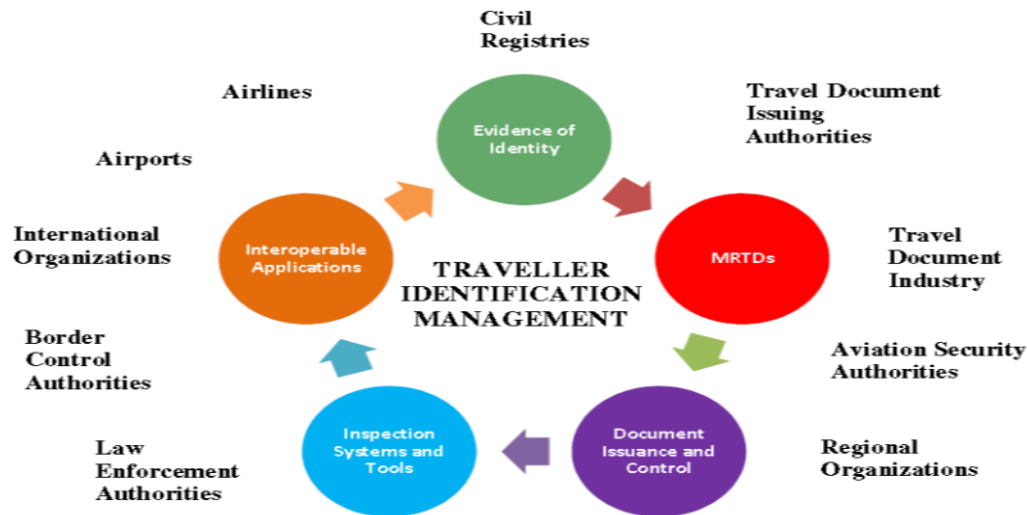 Civil
Registries
Airlines
Travel Document
Issuing
Authorities
Evidence of
Identity
Airports
International
Organizations
Interoperable
Applications
MRTDs
Travel
Document
Industry
TRAVELLER
IDENTIFICATION
MANAGEMENT
Border
Control
Authorities
Aviation Security
Authorities
Inspection
Systems and
Tools
Document
Issuance and
Control
Law
Enforcement
Authorities
Regional
Organizations